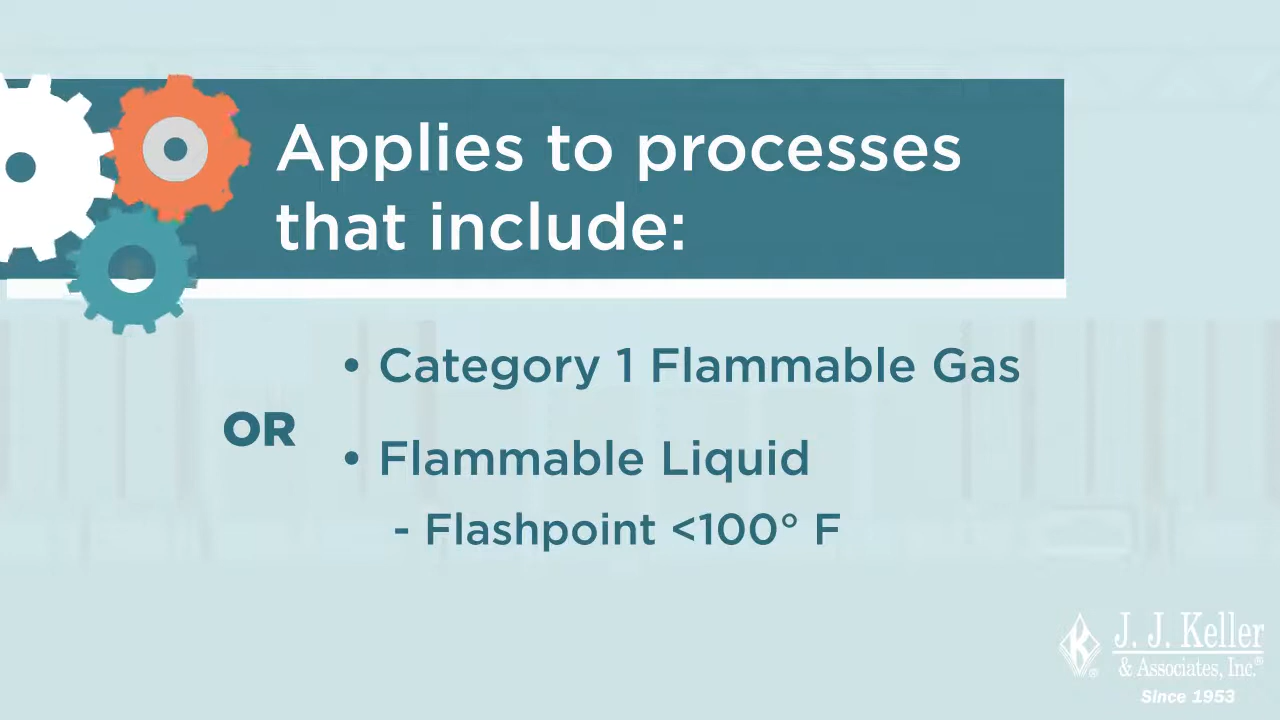 Applies to processes
that include:
• Category 1 Flammable Gas
OR
• Flammable Liquid
- Flashpoint <100° F
J. J. Keller
& Associates, Inc.®
Since 1953